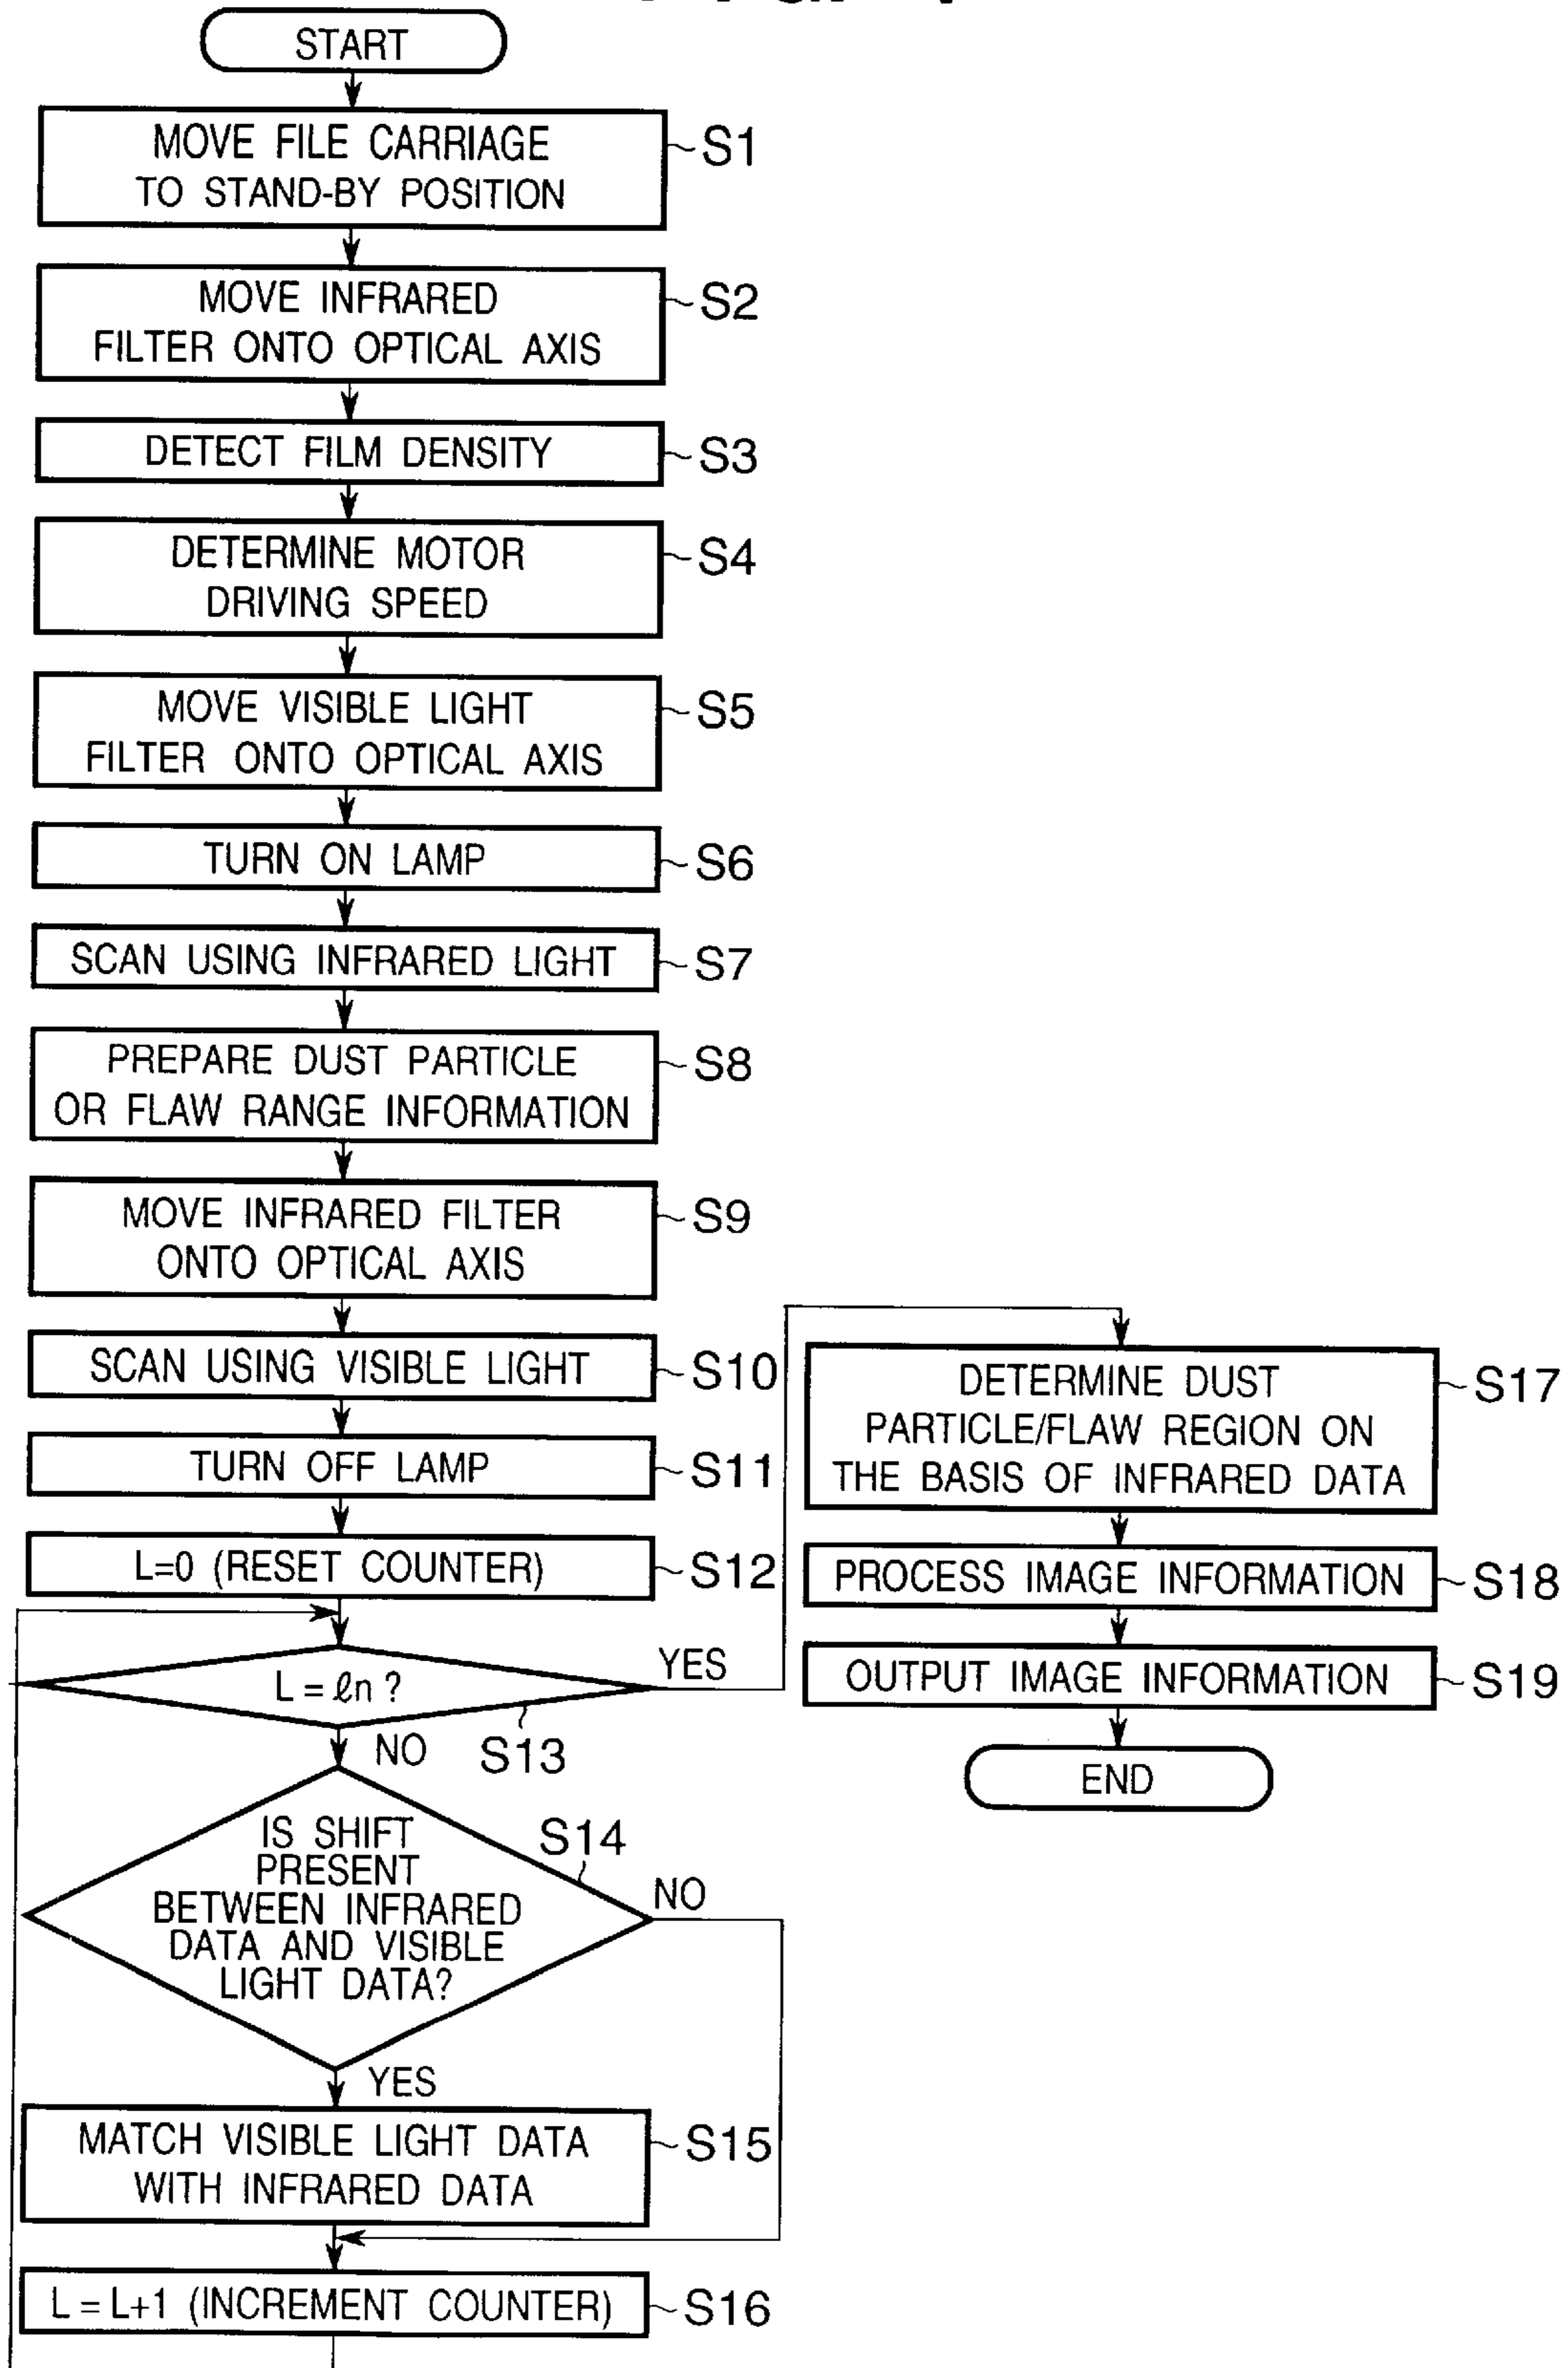 START
MOVE FILE CARRIAGE
TO STAND-BY POSITION
S1
MOVE INFRARED
FILTER ONTO OPTICAL AXIS
S2
DETECT FILM DENSITY
S3
DETERMINE MOTOR
DRIVING SPEED
S4
MOVE VISIBLE LIGHT
FILTER ONTO OPTICAL AXIS
S5
TURN ON LAMP
S6
SCAN USING INFRARED LIGHT
S7
PREPARE DUST PARTICLE
OR FLAW RANGE INFORMATION
S8
MOVE INFRARED FILTER
ONTO OPTICAL AXIS
S9
SCAN USING VISIBLE LIGHT
S10
TURN OFF LAMP
S11
L=0 (RESET COUNTER)
S12
L = ℓn ?
YES
S13
NO
IS SHIFT
PRESENT
BETWEEN INFRARED
DATA AND VISIBLE
LIGHT DATA?
S14
NO
YES
MATCH VISIBLE LIGHT DATA
WITH INFRARED DATA
S15
L = L+1 (INCREMENT COUNTER)
S16
DETERMINE DUST
PARTICLE/FLAW REGION ON
THE BASIS OF INFRARED DATA
S17
PROCESS IMAGE INFORMATION
S18
OUTPUT IMAGE INFORMATION
S19
END